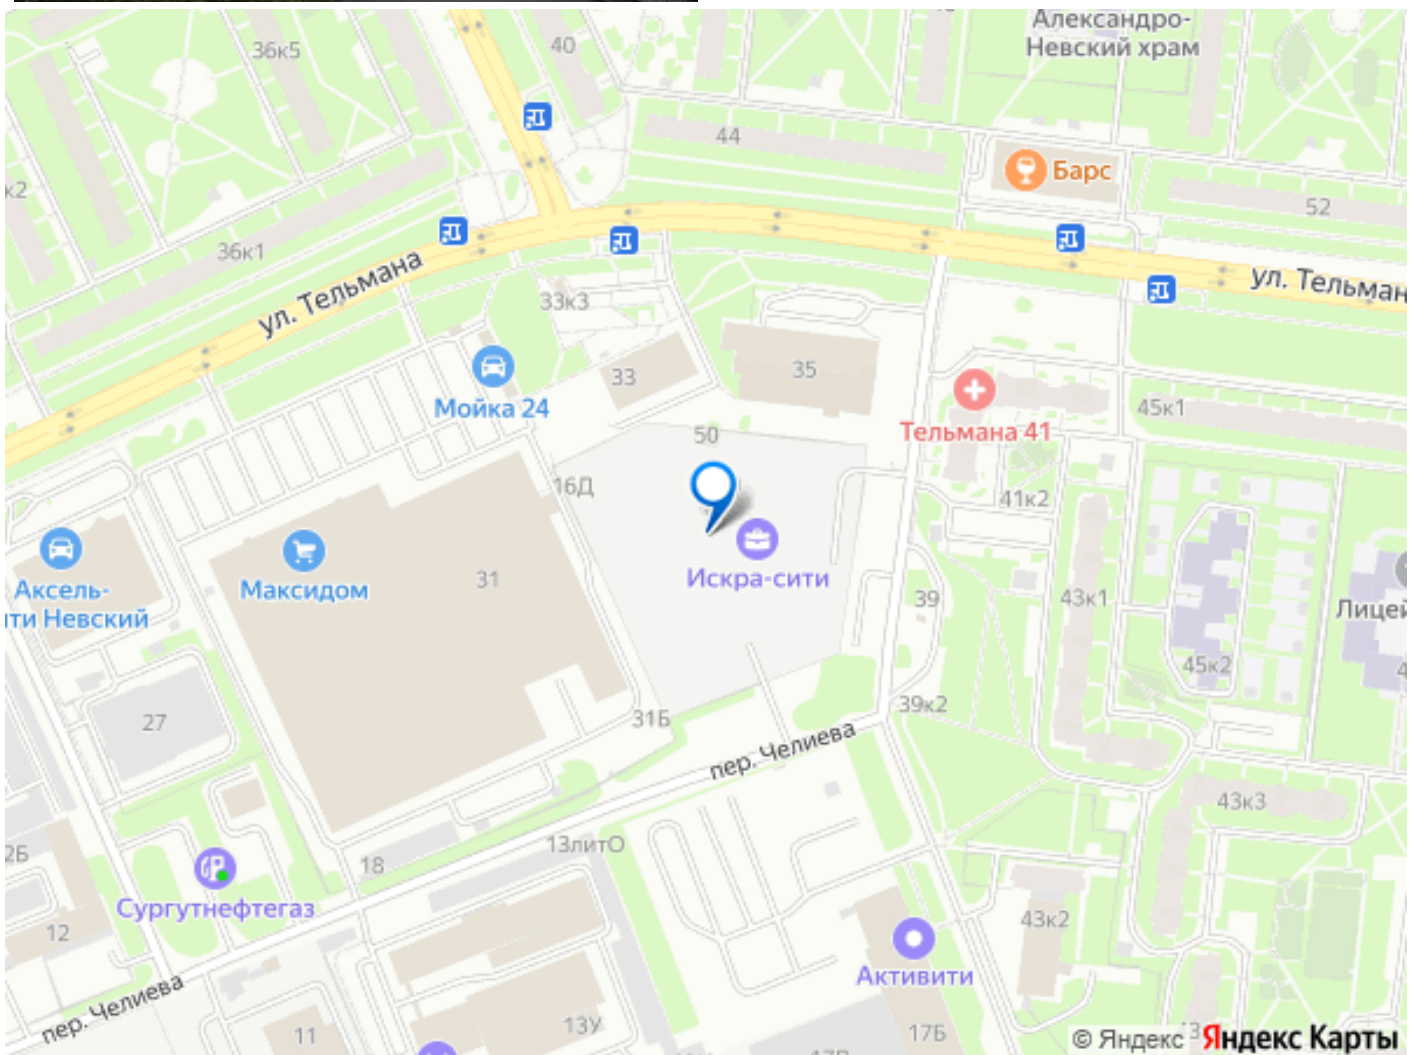 Александро-
Невский храм
36к5
40
44
Барс
к2
52
36к1
ул. Тельмана
ул. Тельман
33к3
33
35
Мойка 24
45к1
Тельмана 41
50
16Д
41к2
Искра-сити
Аксель-
ти Невский
Максидом
31
39
43к1
Лицей
45к2
27
31Б
39к2
пер. Челиева
43к3
2Б
13литО
18
Сургутнефтегаз
12
43к2
Активити
пер. Челиева
11
13У
17Б
© Яндекс
Яндекс Карты